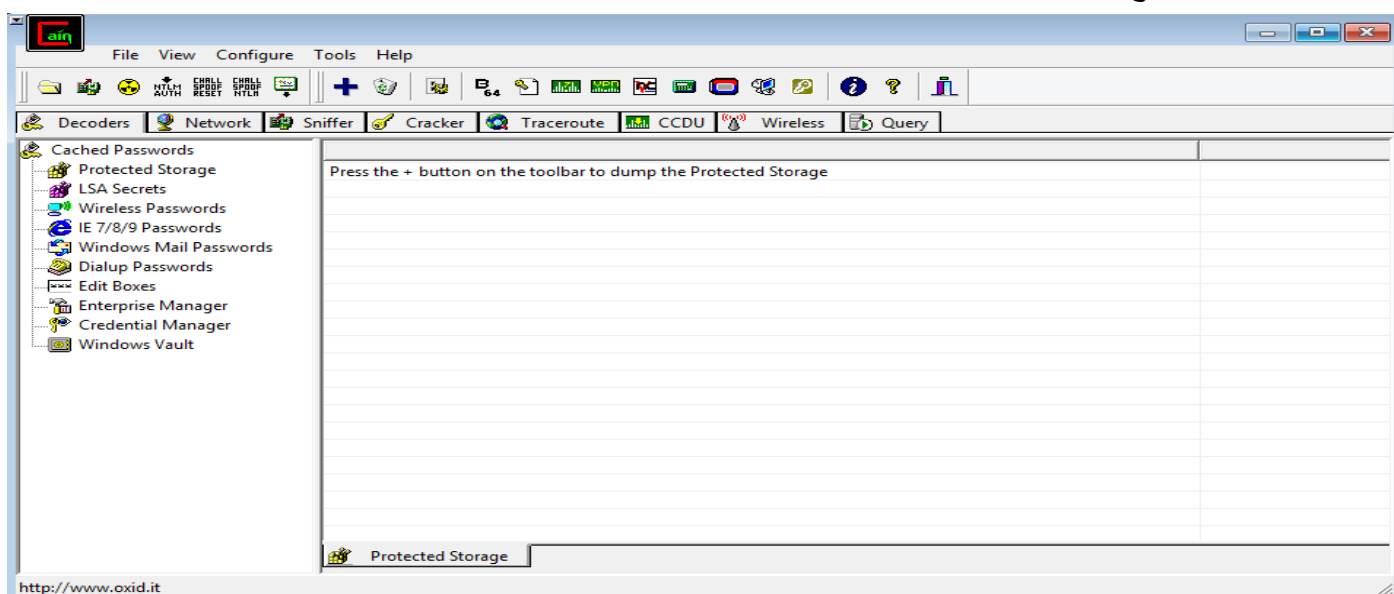 aín
File View Configure Tools Help
NTLM AUTH CHALL SPOOF RESET CHALL SPOOF NTLM B64
Decoders Network Sniffer Cracker Traceroute CCDU Wireless Query
Cached Passwords
Protected Storage
Press the + button on the toolbar to dump the Protected Storage
LSA Secrets
Wireless Passwords
IE 7/8/9 Passwords
Windows Mail Passwords
Dialup Passwords
Edit Boxes
Enterprise Manager
Credential Manager
Windows Vault
Protected Storage
http://www.oxid.it